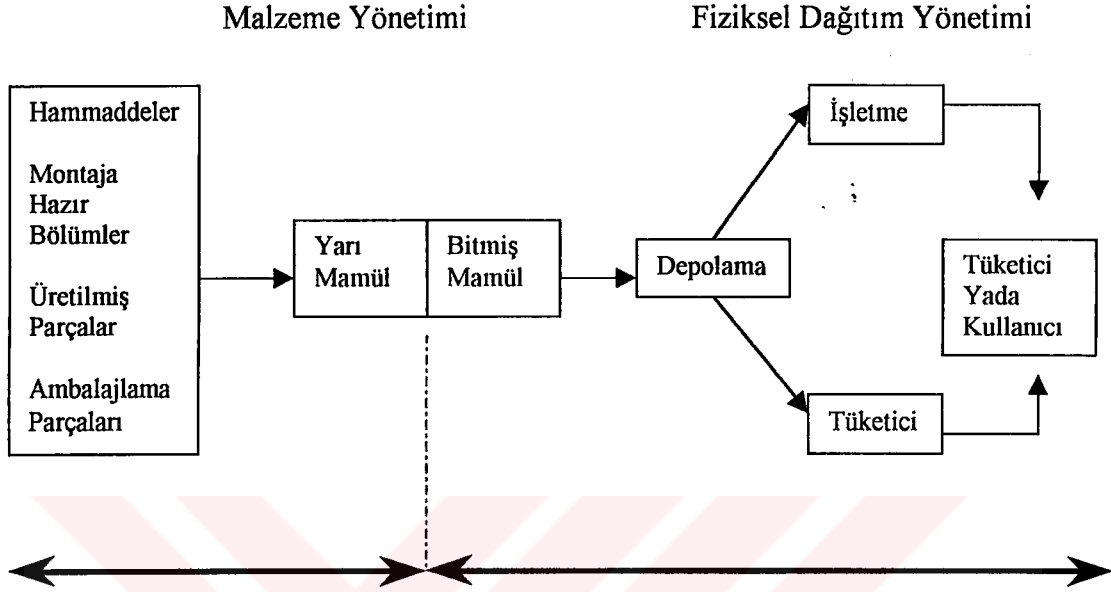 Malzeme Yönetimi
Fiziksel Dağıtım Yönetimi
Hammaddeler
Montaja
Hazır
Bölümler
Üretilmiş
Parçalar
Ambalajlama
Parçaları
Yarı
Mamül
Bitmiş
Mamül
Depolama
İşletme
Tüketici
Tüketici
Yada
Kullanıcı